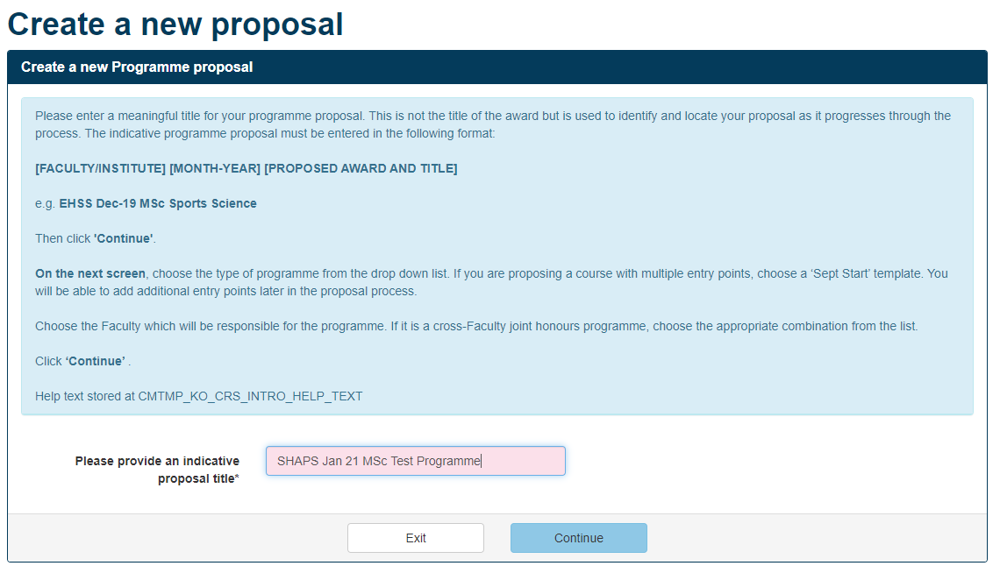 Create a new proposal
Create a new Programme proposal
Please enter a meaningful title for your programme proposal. This is not the title of the award but is used to identify and locate your proposal as it progresses through the
process. The indicative programme proposal must be entered in the following format:
[FACULTY/INSTITUTE] [MONTH-YEAR] [PROPOSED AWARD AND TITLE]
e.g. EHSS Dec-19 MSc Sports Science
Then click 'Continue'.
On the next screen, choose the type of programme from the drop down list. If you are proposing a course with multiple entry points, choose a ‘Sept Start’ template. You
will be able to add additional entry points later in the proposal process.
Choose the Faculty which will be responsible for the programme. If it is a cross-Faculty joint honours programme, choose the appropriate combination from the list.
Click ‘Continue’ .
Help text stored at CMTMP_KO_CRS_INTRO_HELP_TEXT
Please provide an indicative
proposal title*
SHAPS Jan 21 MSc Test Programme
Exit
Continue